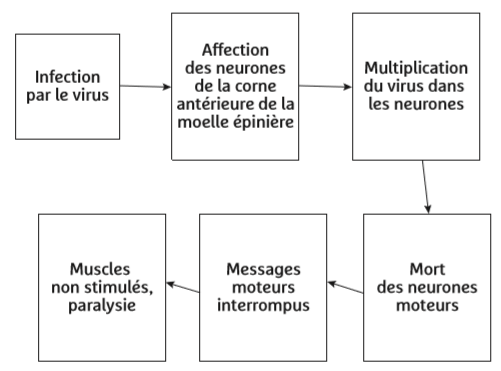 Infection
par le virus
Affection
des neurones
de la corne
antérieure de la
moelle épinière
Multiplication
du virus dans
les neurones
Mort
des neurones
moteurs
Messages
moteurs
interrompus
Muscles
non stimulés,
paralysie